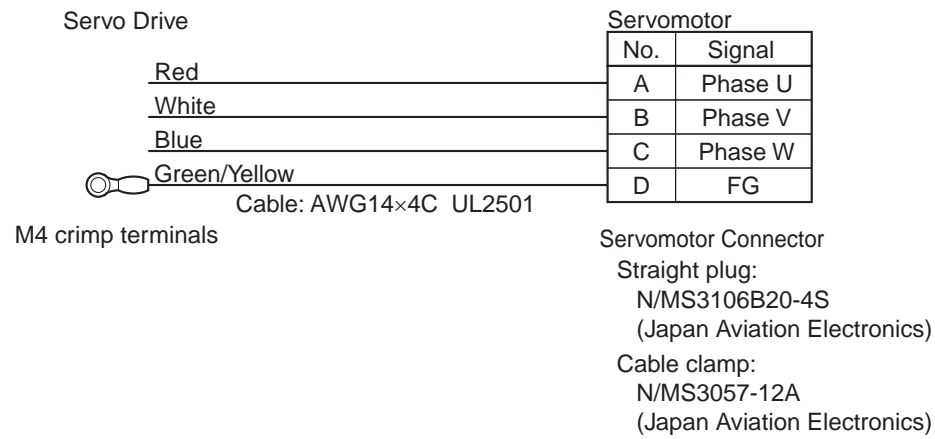 Servo Drive
Servomotor
No. Signal
Red
A Phase U
White
B Phase V
Blue
C Phase W
Green/Yellow
D FG
Cable: AWG14×4C UL2501
M4 crimp terminals
Servomotor Connector
Straight plug:
N/MS3106B20-4S
(Japan Aviation Electronics)
Cable clamp:
N/MS3057-12A
(Japan Aviation Electronics)